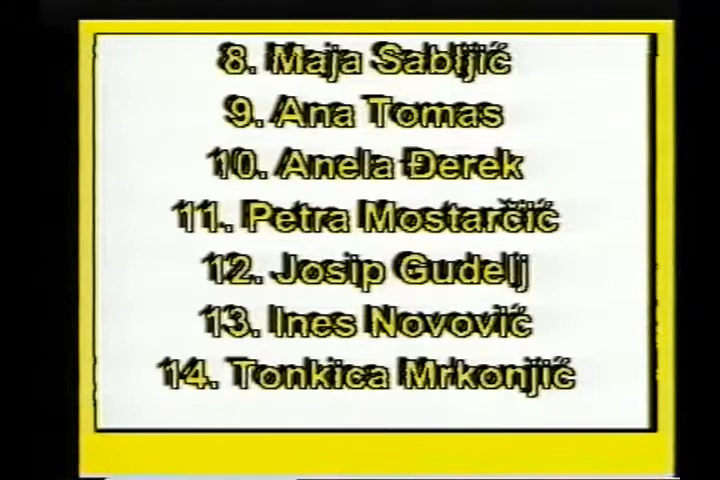 8. Maja Sabljić
9. Ana Tomas
10. Anela Đerek
11. Petra Mostarčić
12. Josip Gudelj
13. Ines Novović
14. Tonkica Mrkonjić